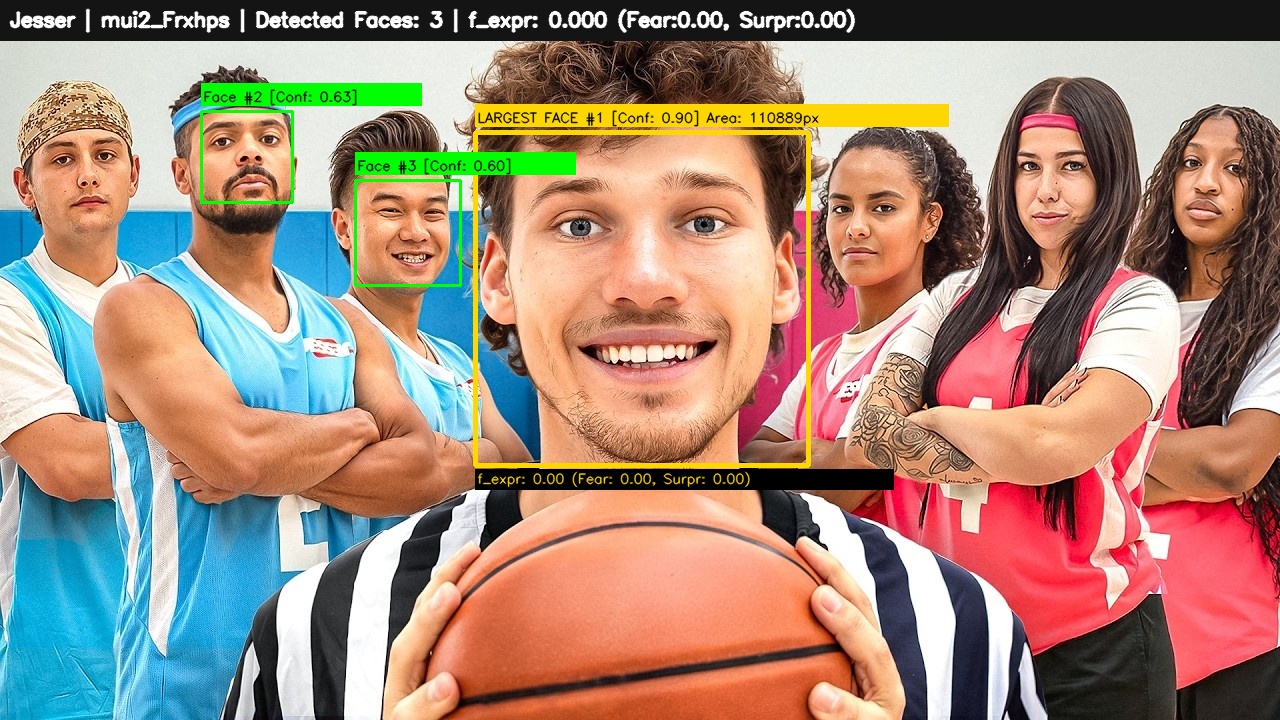 Jesser | mui2_Frxhps | Detected Faces: 3 | f_expr: 0.000 (Fear:0.00, Surpr:0.00)
Face #2 [Conf: 0.63]
LARGEST FACE #1 [Conf: 0.90] Area: 110889px
Face #3 [Conf: 0.60]
f_expr: 0.00 (Fear: 0.00, Surpr: 0.00)